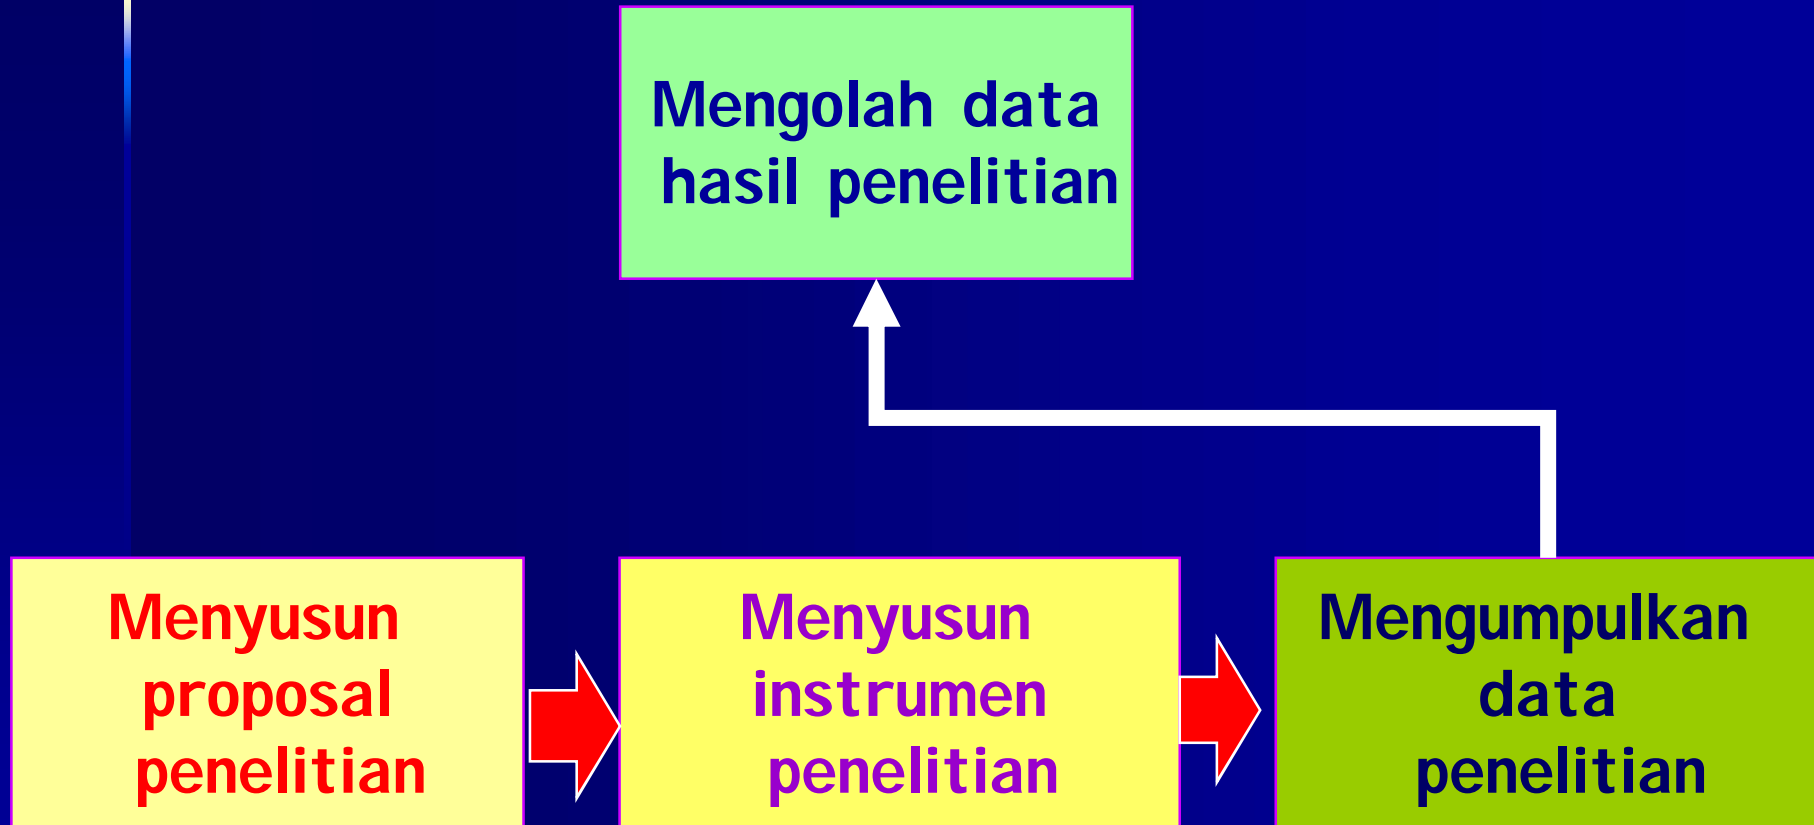 Mengolah data
hasil penelitian
Menyusun
proposal
penelitian
Menyusun
instrumen
penelitian
Mengumpulkan
data
penelitian